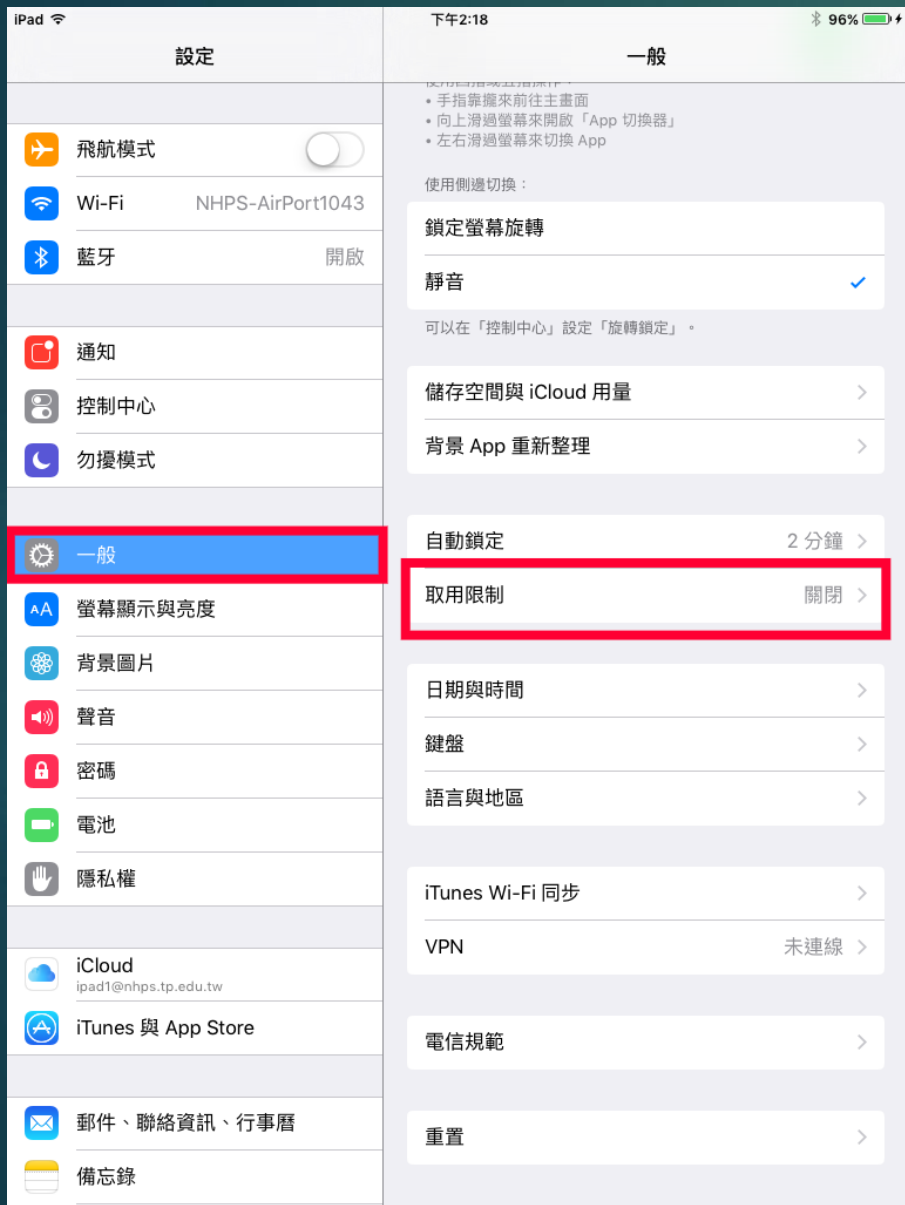 iPad
下午2:18
96%
設定
一般
飛航模式
Wi-Fi
NHPS-AirPort1043
藍牙
開啟
通知
控制中心
勿擾模式
一般
螢幕顯示與亮度
背景圖片
聲音
密碼
電池
隱私權
iCloud
ipad1@nhps.tp.edu.tw
iTunes 與 App Store
郵件、聯絡資訊、行事曆
備忘錄
• 手指靠攏來前往主畫面
• 向上滑過螢幕來開啟「App 切換器」
• 左右滑過螢幕來切換 App
使用側邊切換：
鎖定螢幕旋轉
靜音
可以在「控制中心」設定「旋轉鎖定」。
儲存空間與 iCloud 用量
背景 App 重新整理
自動鎖定
2 分鐘
取用限制
關閉
日期與時間
鍵盤
語言與地區
iTunes Wi-Fi 同步
VPN
未連線
電信規範
重置